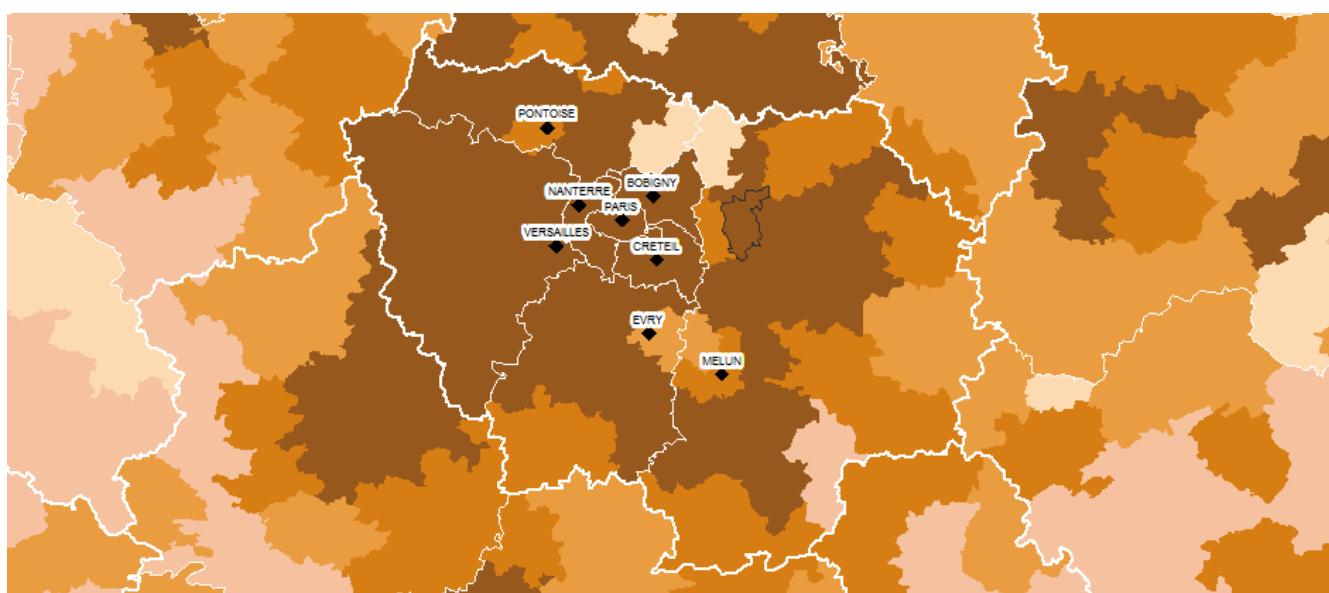 PONTOISE
NANTERRE
BOBIGNY
PARIS
VERSAILLES
CRETEIL
EVRY
MELUN